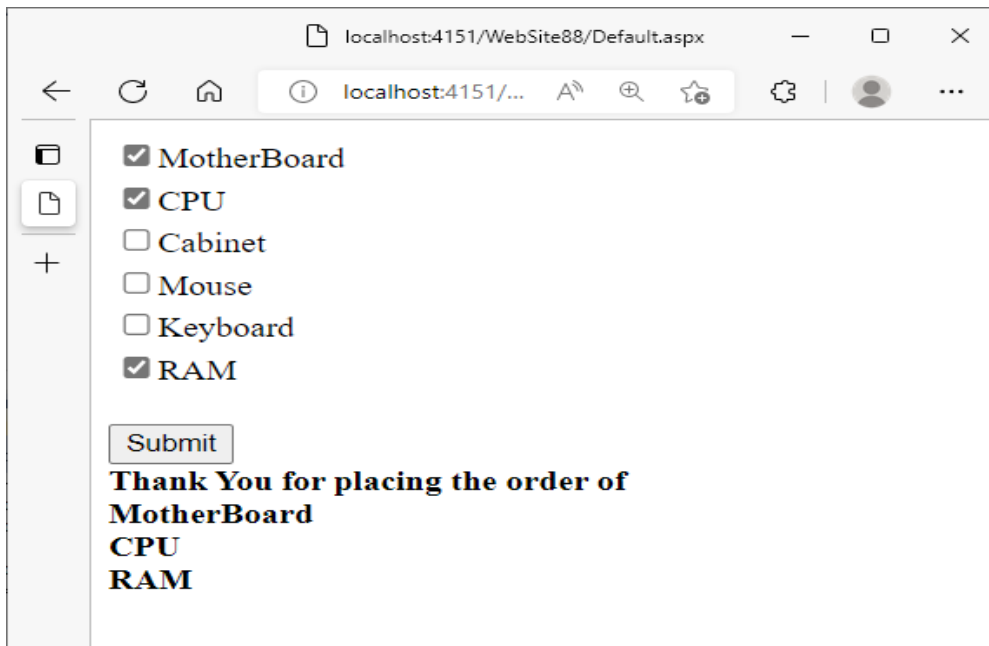 localhost:4151/WebSite88/Default.aspx
localhost:4151/...
MotherBoard
CPU
Cabinet
Mouse
Keyboard
RAM
Submit
Thank You for placing the order of
MotherBoard
CPU
RAM